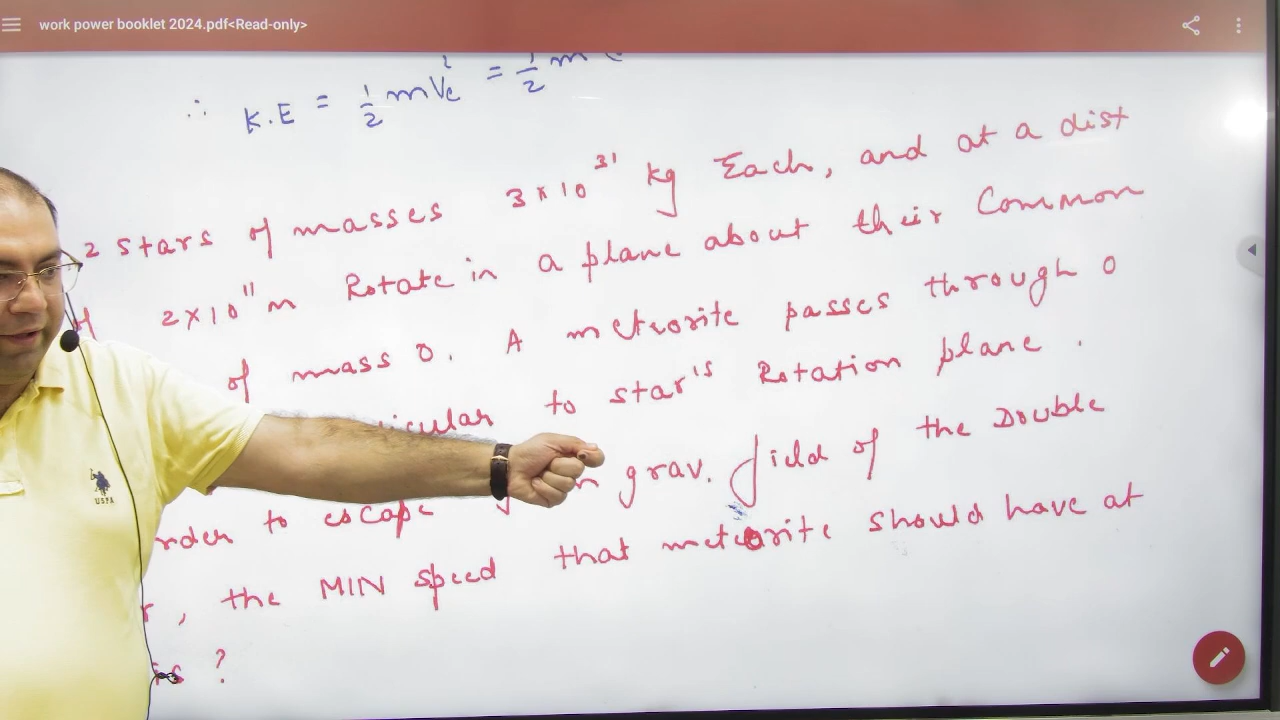 work power booklet 2024.pdf<Read-only>
∴ K.E = 1/2 mVe² = 1/2 m
2 stars of masses 3×10³¹ kg Each, and at a dist
2×10¹¹ m Rotate in a plane about their Common
of mass O. A meteorite passes through O
to star's Rotation plane.
to escape grav. field of the Double
, the MIN speed that meteorite should have at
?
USPA